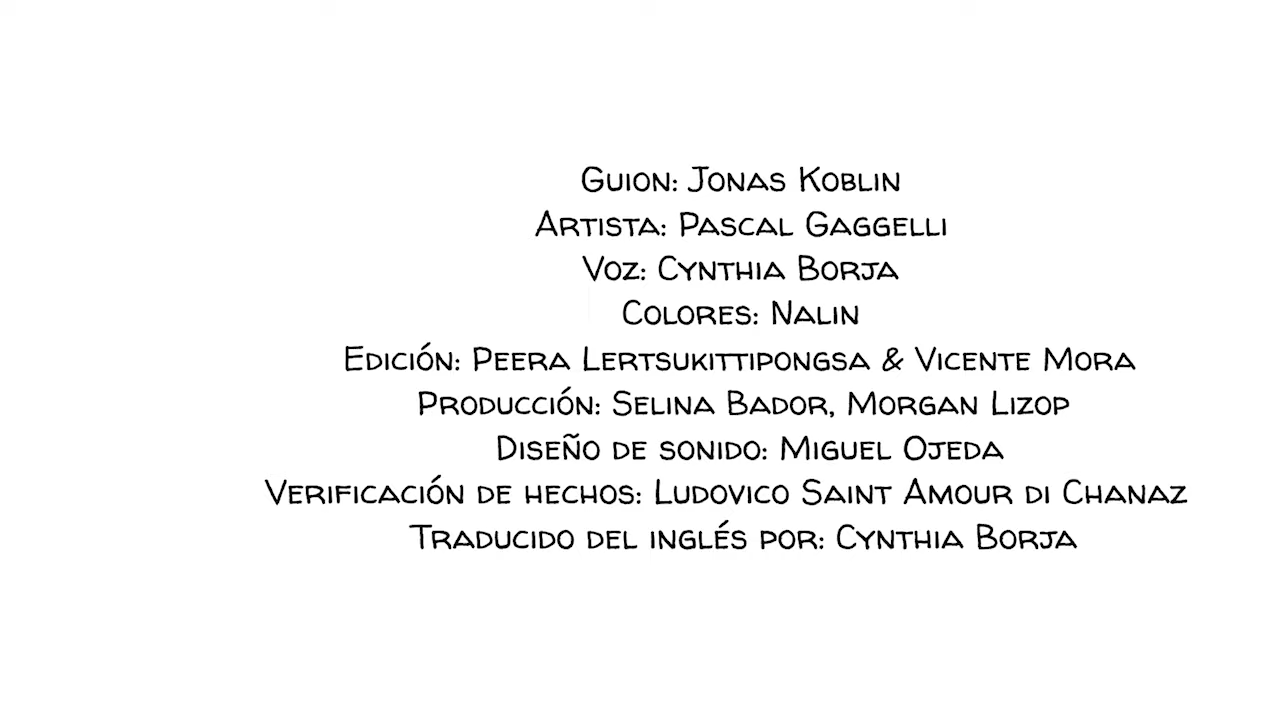 Guion: Jonas Koblin
Artista: Pascal Gaggelli
Voz: Cynthia Borja
Colores: Nalin
Edición: Peera Lertsukittipongsa & Vicente Mora
Producción: Selina Bador, Morgan Lizop
Diseño de sonido: Miguel Ojeda
Verificación de hechos: Ludovico Saint Amour di Chanaz
Traducido del inglés por: Cynthia Borja